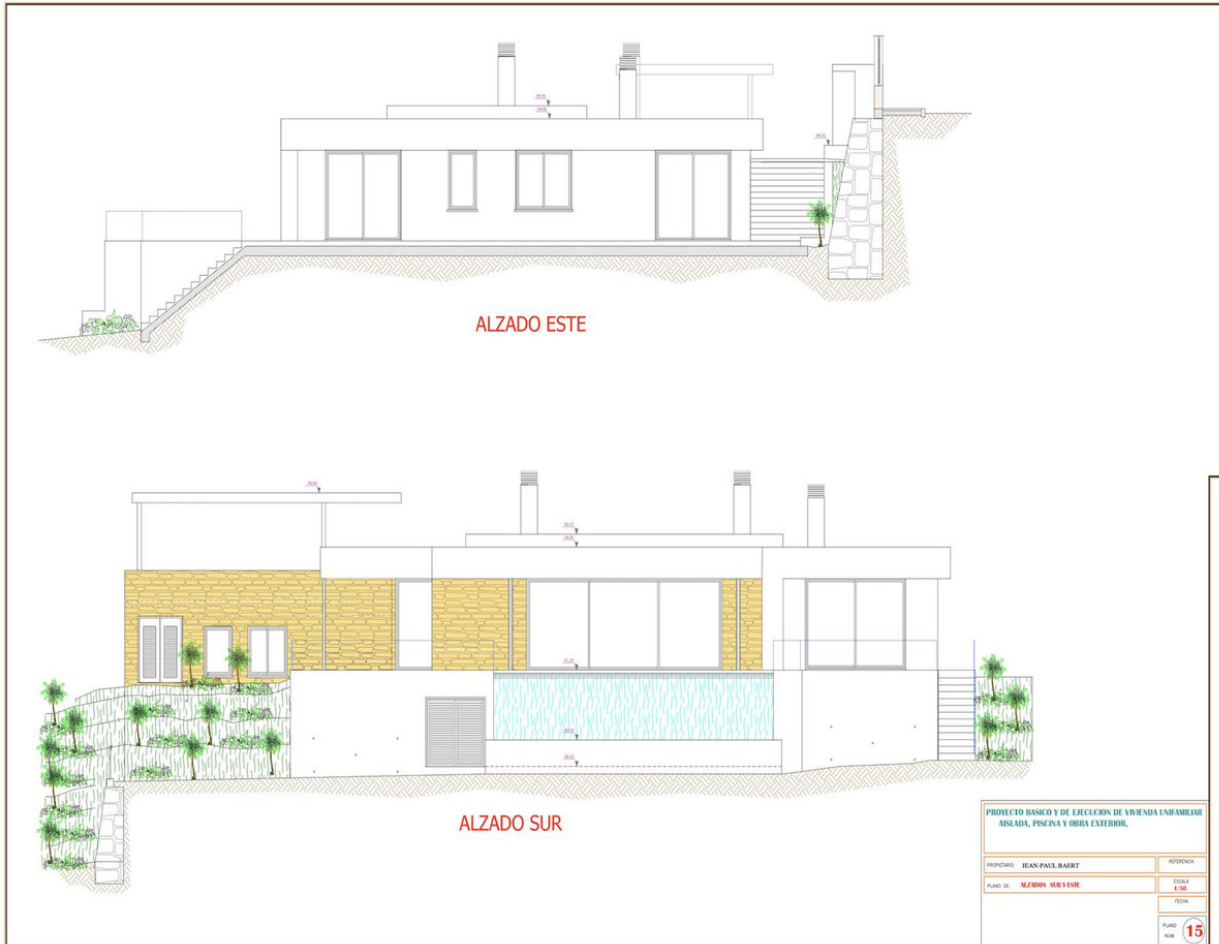 ALZADO ESTE
ALZADO SUR
PROYECTO BASICO Y DE EJECUCION DE VIVIENDA UNIFAMILIAR
AISLADA, PISCINA Y OBRA EXTERIOR,
PROPIETARIO: JEAN-PAUL BAERT
REFERENCIA:
PLANO DE: ALZADOS SUR Y ESTE
ESCALA
1:50
FECHA
PLANO
NUM.
15